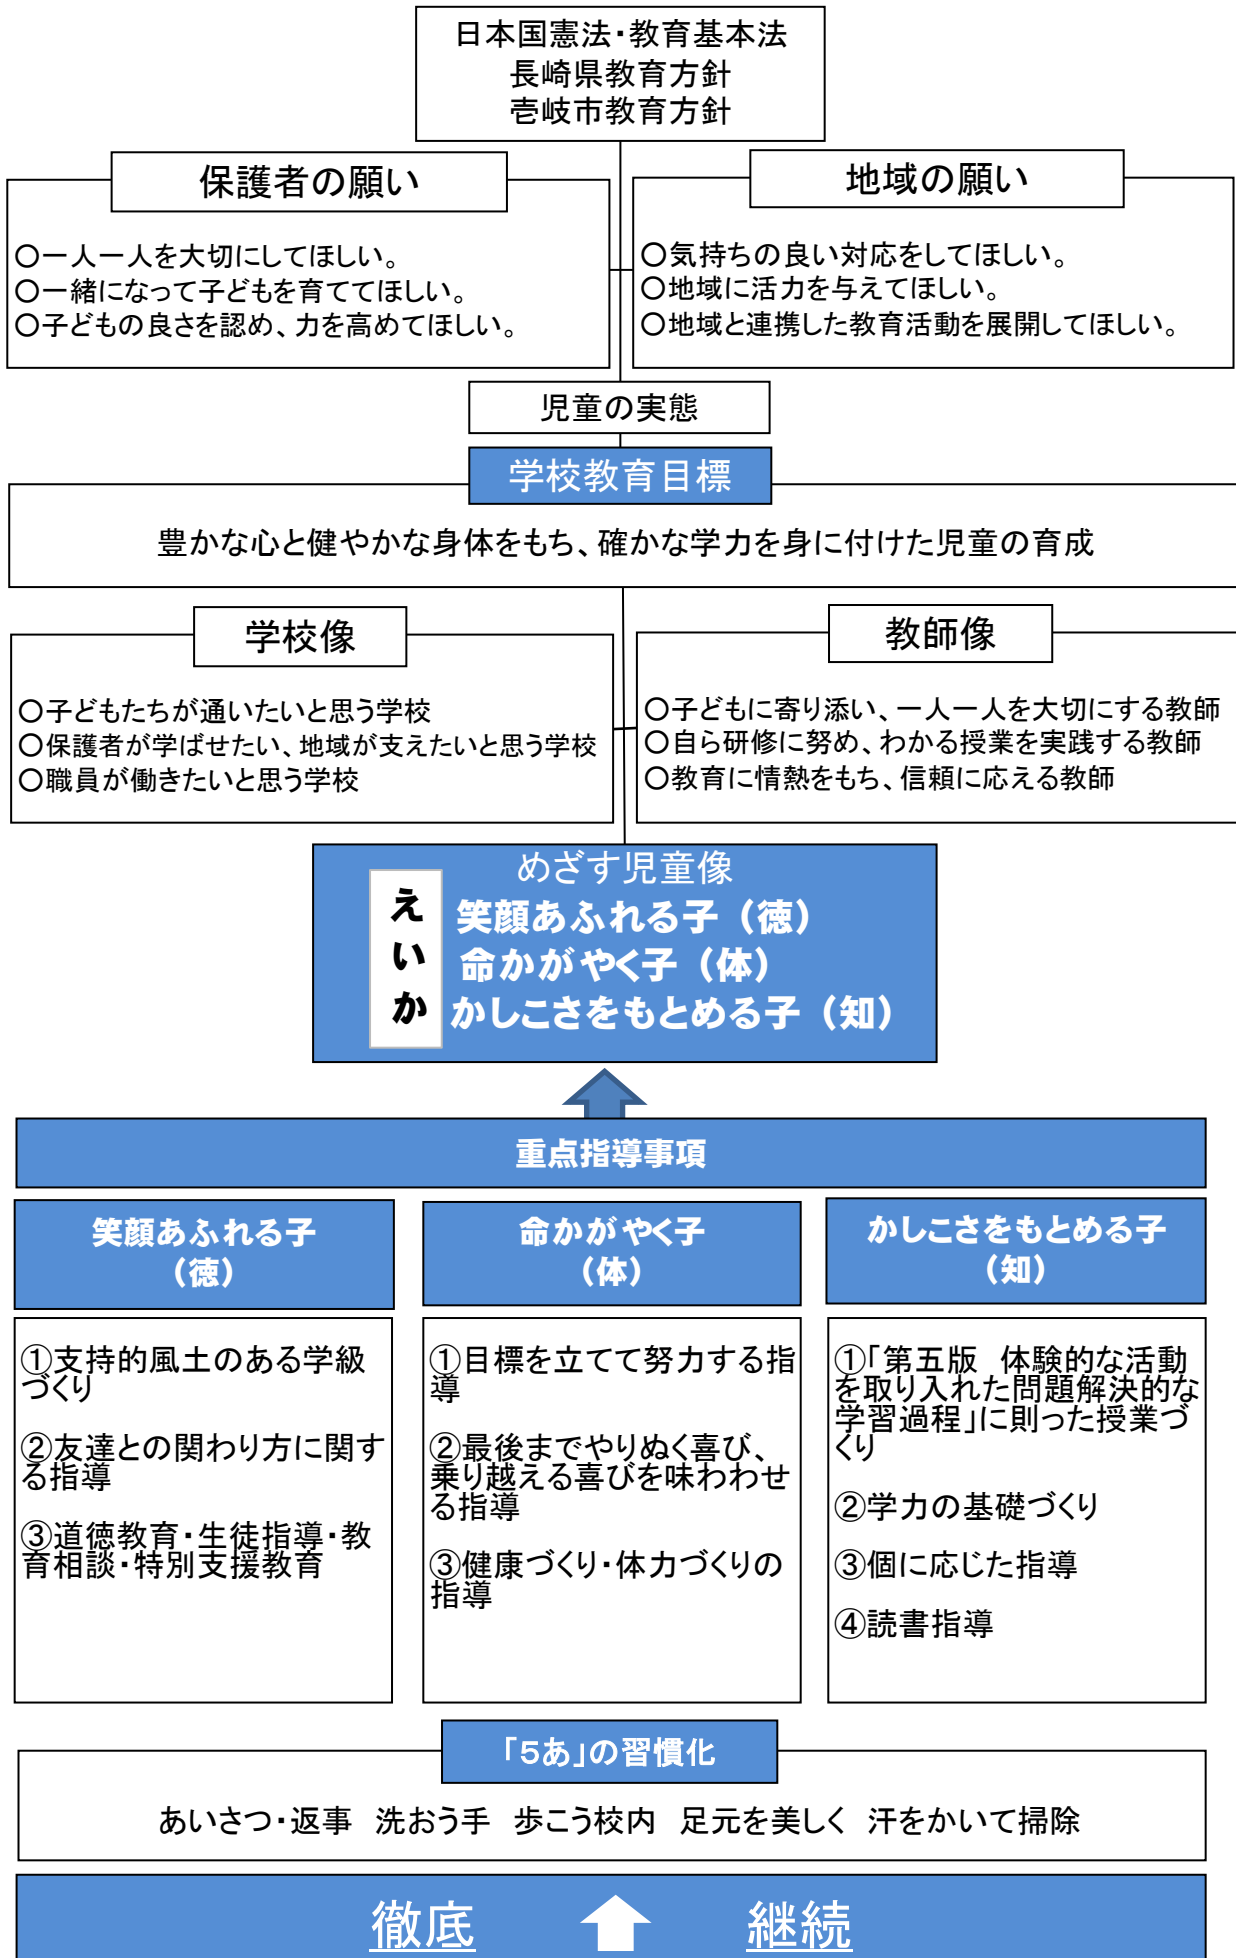 日本国憲法・教育基本法
長崎県教育方針
壱岐市教育方針
保護者の願い
〇一人一人を大切にしてほしい。
〇一緒になって子どもを育ててほしい。
〇子どもの良さを認め、力を高めてほしい。
地域の願い
〇気持ちの良い対応をしてほしい。
〇地域に活力を与えてほしい。
〇地域と連携した教育活動を展開してほしい。
児童の実態
学校教育目標
豊かな心と健やかな身体をもち、確かな学力を身に付けた児童の育成
学校像
〇子どもたちが通いたいと思う学校
〇保護者が学ばせたい、地域が支えたいと思う学校
〇職員が働きたいと思う学校
教師像
〇子どもに寄り添い、一人一人を大切にする教師
〇自ら研修に努め、わかる授業を実践する教師
〇教育に情熱をもち、信頼に応える教師
めざす児童像
え
い
か
笑顔あふれる子（徳）
命かがやく子（体）
かしこさをもとめる子（知）
重点指導事項
笑顔あふれる子
（徳）
①支持的風土のある学級
づくり
②友達との関わり方に関す
る指導
③道徳教育・生徒指導・教
育相談・特別支援教育
命かがやく子
（体）
①目標を立てて努力する指
導
②最後までやりぬく喜び、
乗り越える喜びを味わわせ
る指導
③健康づくり・体力づくりの
指導
かしこさをもとめる子
（知）
①「第五版　体験的な活動
を取り入れた問題解決的な
学習過程」に則った授業づ
くり
②学力の基礎づくり
③個に応じた指導
④読書指導
「５あ」の習慣化
あいさつ・返事　洗おう手　歩こう校内　足元を美しく　汗をかいて掃除
徹底　継続